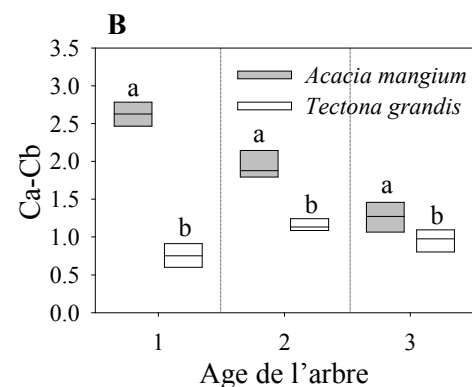 B
3.5
3.0
2.5
2.0
1.5
1.0
0.5
0.0
Ca-Cb
Acacia mangium
Tectona grandis
a
b
a
b
a
b
1 2 3
Age de l’arbre